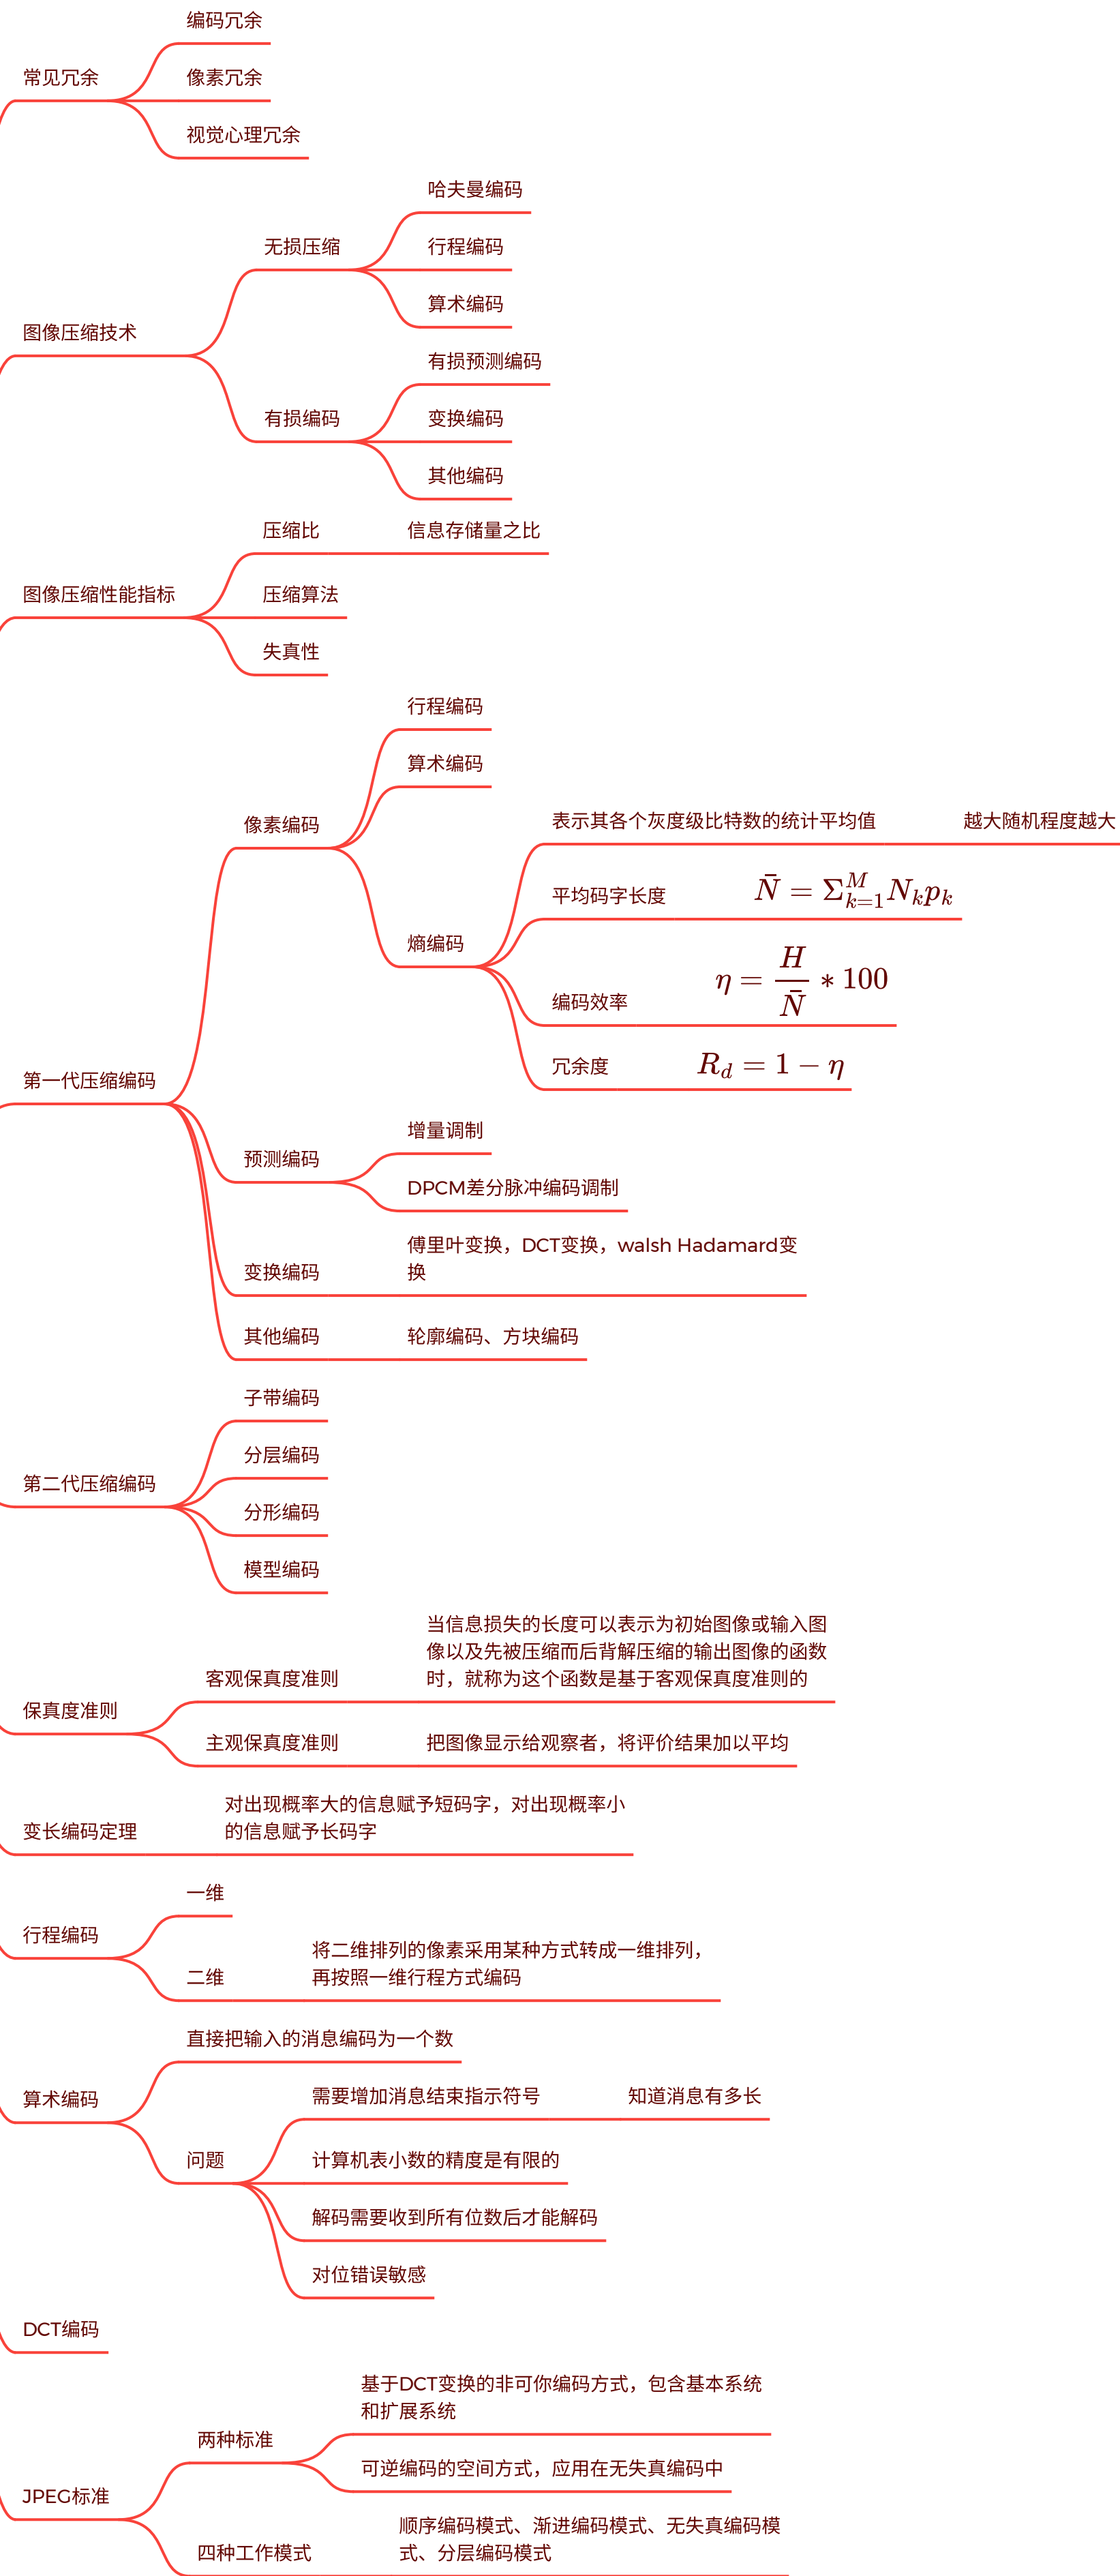 常见冗余
编码冗余
像素冗余
视觉心理冗余
图像压缩技术
无损压缩
哈夫曼编码
行程编码
算术编码
有损编码
有损预测编码
变换编码
其他编码
图像压缩性能指标
压缩比
信息存储量之比
压缩算法
失真性
第一代压缩编码
像素编码
行程编码
算术编码
熵编码
表示其各个灰度级比特数的统计平均值
越大随机程度越大
平均码字长度
$\bar{N} = \Sigma_{k=1}^{M} N_k p_k$
编码效率
$\eta = \frac{H}{\bar{N}} * 100$
冗余度
$R_d = 1 - \eta$
预测编码
增量调制
DPCM差分脉冲编码调制
变换编码
傅里叶变换，DCT变换，walsh Hadamard变
换
其他编码
轮廓编码、方块编码
第二代压缩编码
子带编码
分层编码
分形编码
模型编码
保真度准则
客观保真度准则
当信息损失的长度可以表示为初始图像或输入图
像以及先被压缩而后背解压缩的输出图像的函数
时，就称为这个函数是基于客观保真度准则的
主观保真度准则
把图像显示给观察者，将评价结果加以平均
变长编码定理
对出现概率大的信息赋予短码字，对出现概率小
的信息赋予长码字
行程编码
一维
二维
将二维排列的像素采用某种方式转成一维排列，
再按照一维行程方式编码
算术编码
直接把输入的消息编码为一个数
问题
需要增加消息结束指示符号
知道消息有多长
计算机表小数的精度是有限的
解码需要收到所有位数后才能解码
对位错误敏感
DCT编码
JPEG标准
两种标准
基于DCT变换的非可你编码方式，包含基本系统
和扩展系统
可逆编码的空间方式，应用在无失真编码中
四种工作模式
顺序编码模式、渐进编码模式、无失真编码模
式、分层编码模式